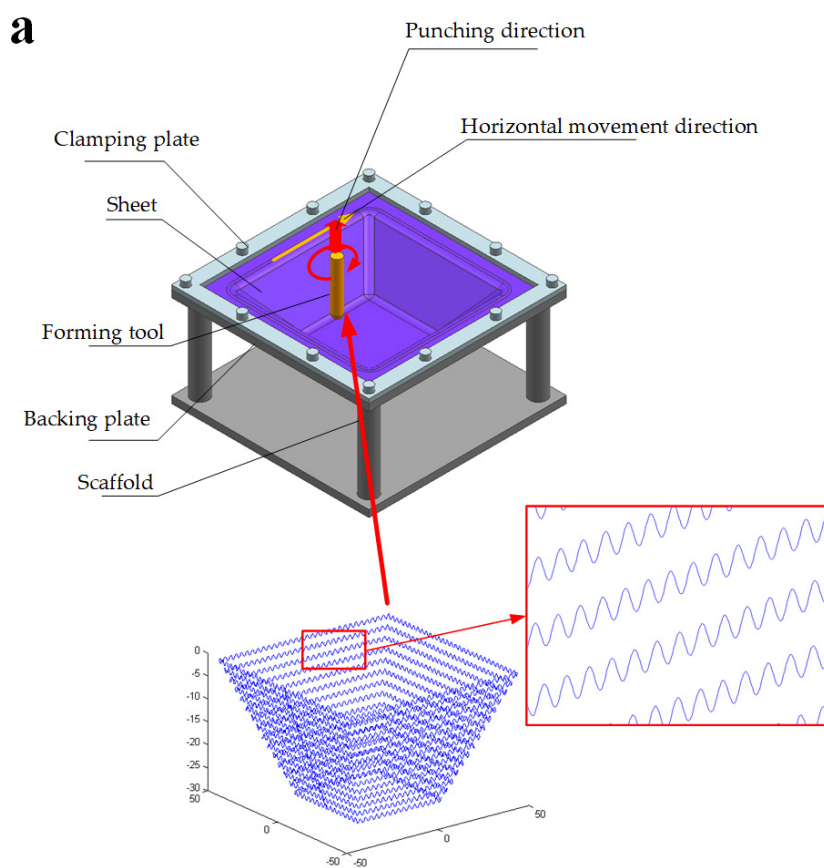 a
Punching direction
Horizontal movement direction
Clamping plate
Sheet
Forming tool
Backing plate
Scaffold
0
-5
-10
-15
-20
-25
-30
50
0
-50
-50
0
50